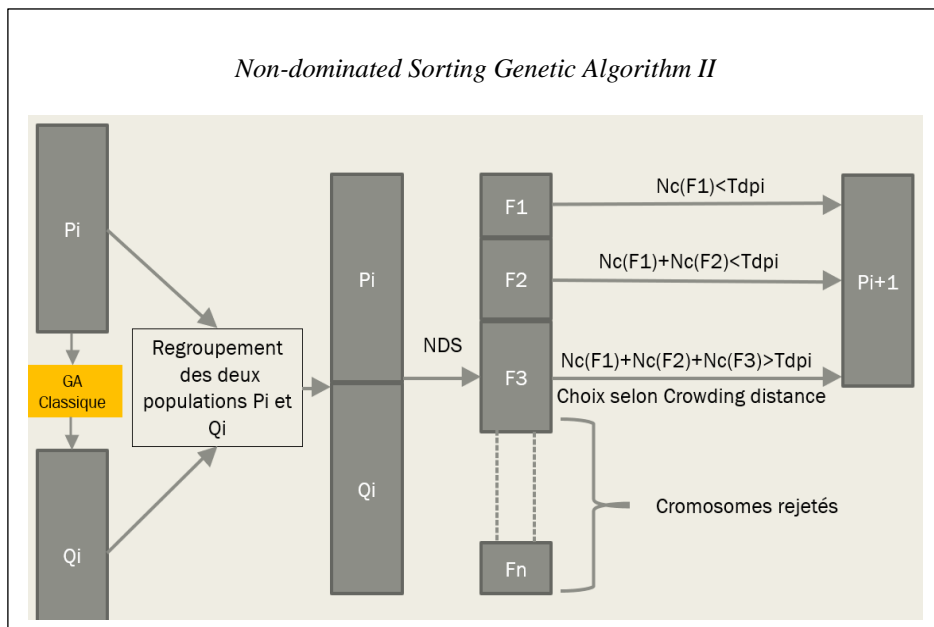 Non-dominated Sorting Genetic Algorithm II
Pi
GA
Classique
Qi
Regroupement
des deux
populations Pi et
Qi
Pi
Qi
NDS
F1
F2
F3
Fn
Nc(F1)<Tdpi
Nc(F1)+Nc(F2)<Tdpi
Nc(F1)+Nc(F2)+Nc(F3)>Tdpi
Choix selon Crowding distance
Cromosomes rejetés
Pi+1